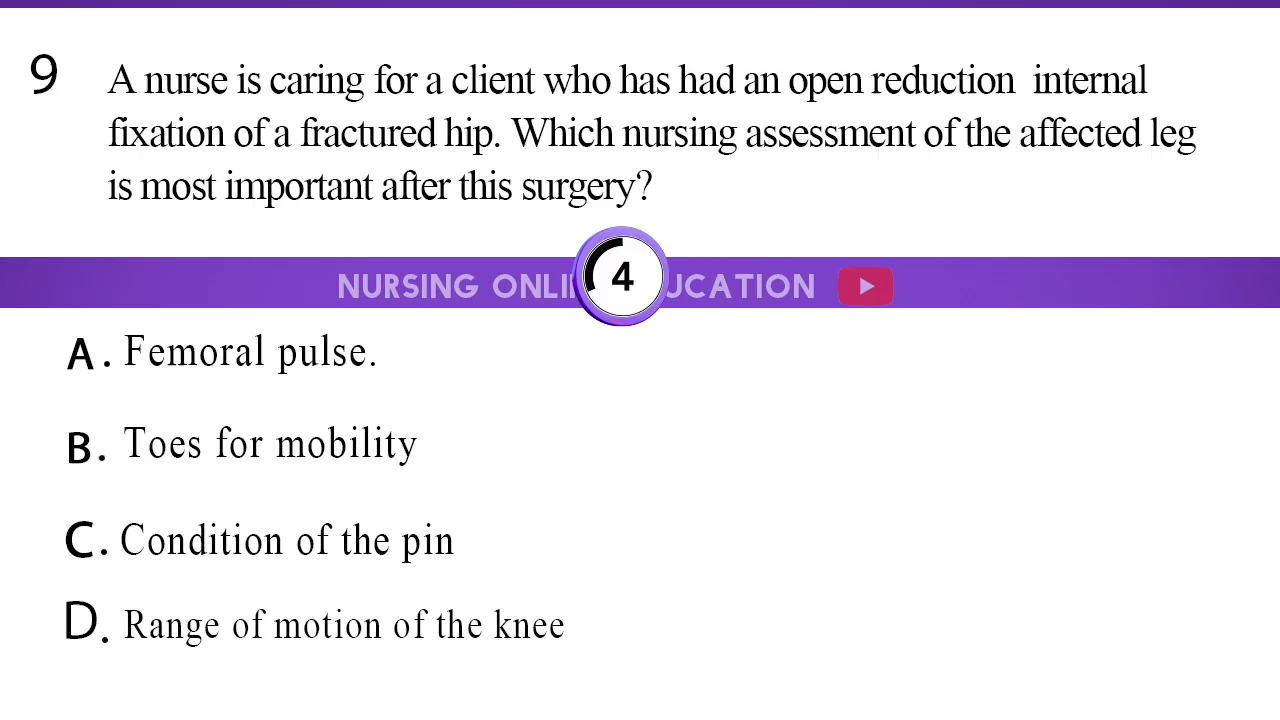 9
A nurse is caring for a client who has had an open reduction internal
fixation of a fractured hip. Which nursing assessment of the affected leg
is most important after this surgery?
NURSING
4
A. Femoral pulse.
B. Toes for mobility
C. Condition of the pin
D. Range of motion of the knee